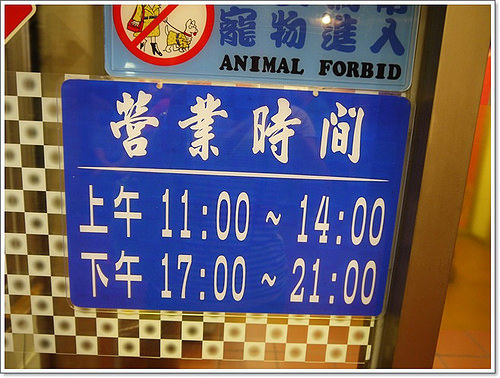 寵物進入
ANIMAL FORBID
營業時間
上午 11:00 ~ 14:00
下午 17:00 ~ 21:00